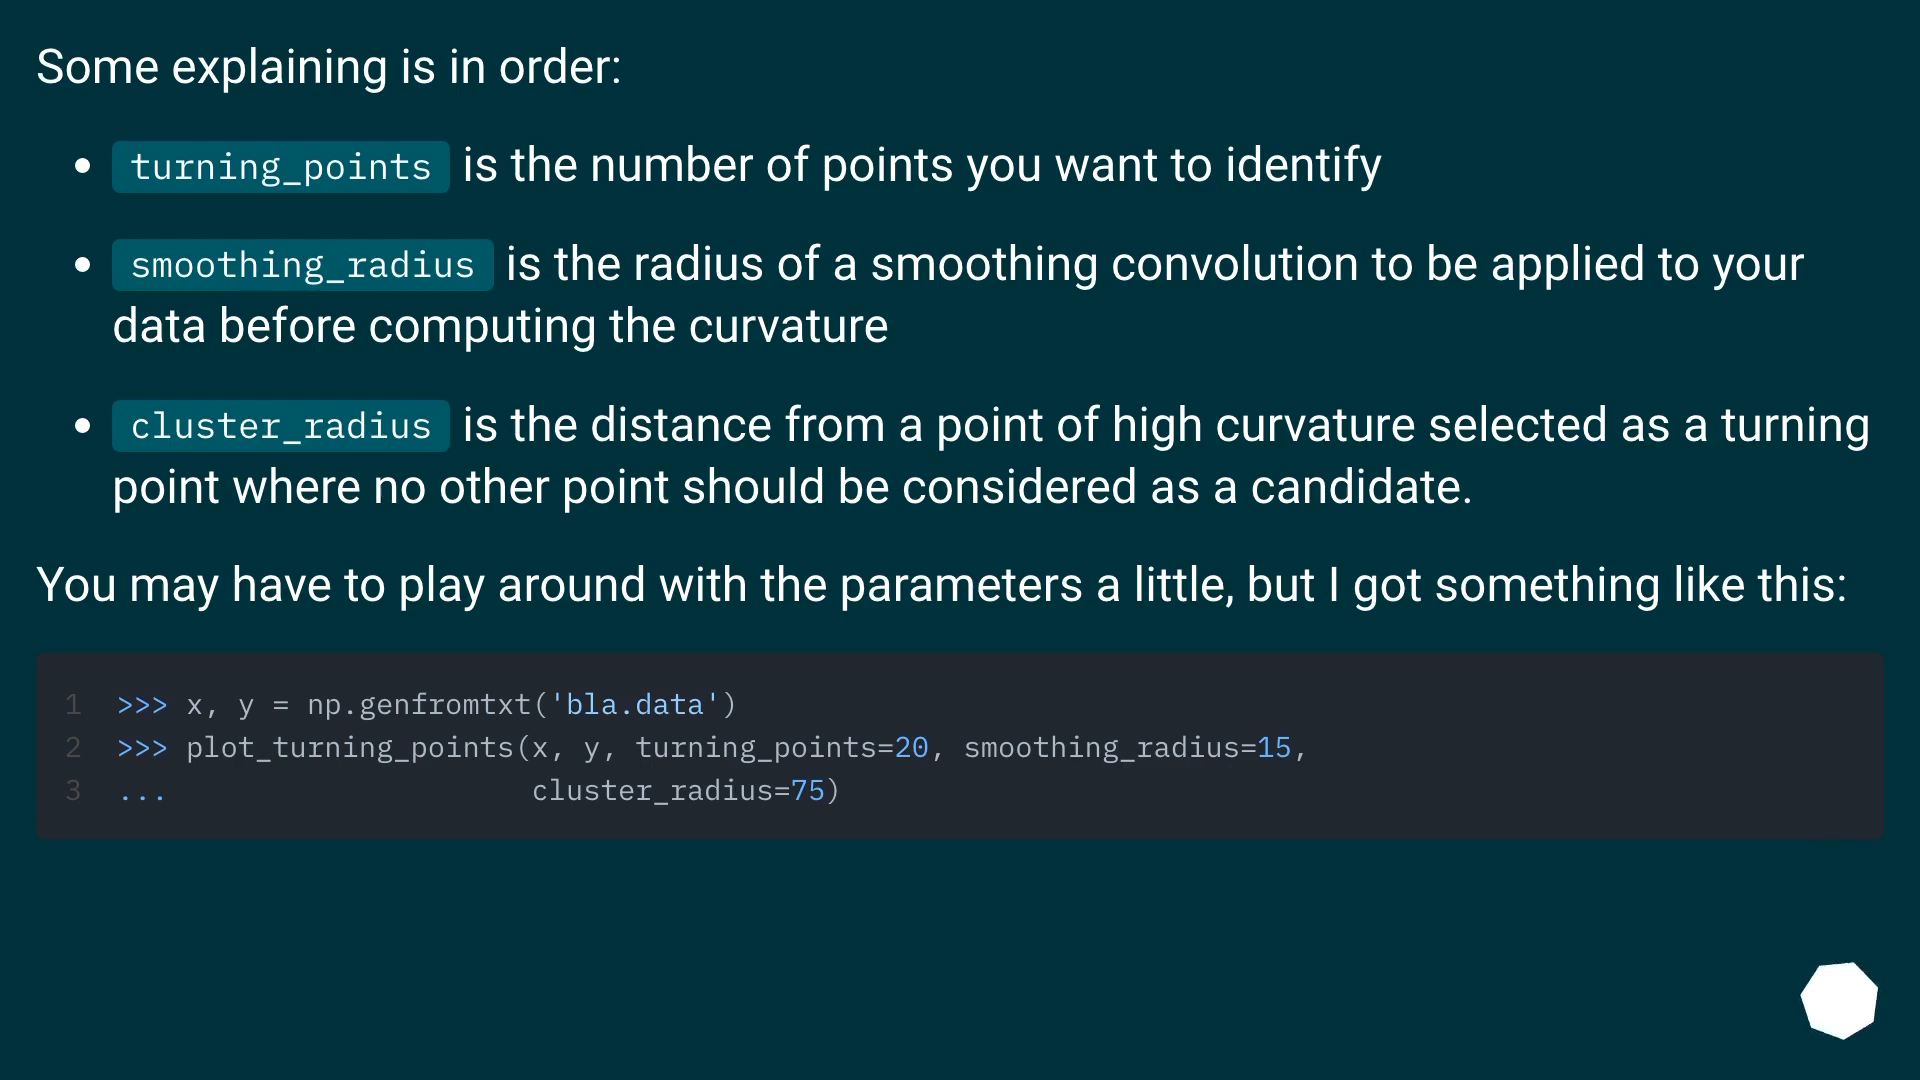 Some explaining is in order:
• turning_points is the number of points you want to identify
• smoothing_radius is the radius of a smoothing convolution to be applied to your
data before computing the curvature
• cluster_radius is the distance from a point of high curvature selected as a turning
point where no other point should be considered as a candidate.
You may have to play around with the parameters a little, but I got something like this:
1 >>> x, y = np.genfromtxt('bla.data')
2 >>> plot_turning_points(x, y, turning_points=20, smoothing_radius=15,
3 ...                     cluster_radius=75)